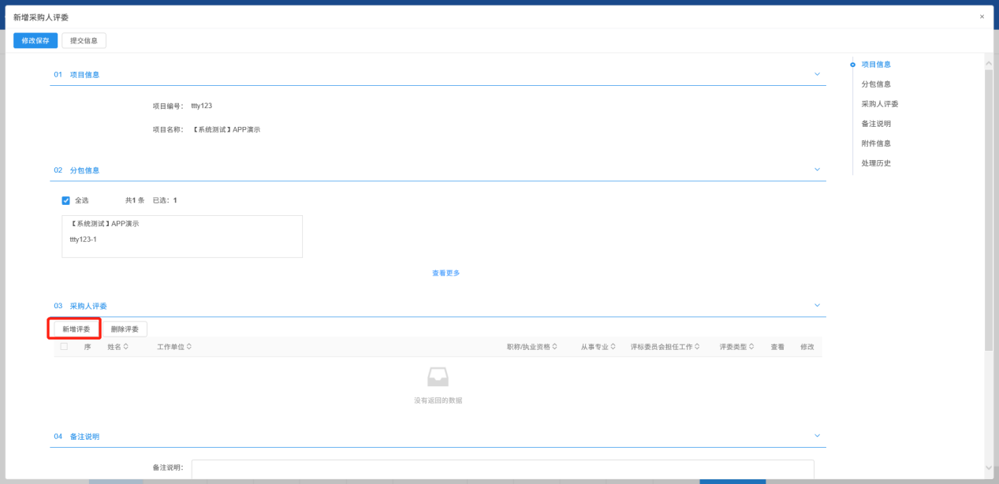 新增采购人评委 ×
修改保存 提交信息
01 项目信息
项目编号： ttty123
项目名称： 【系统测试】APP演示
02 分包信息
全选 共1 条 已选：1
【系统测试】APP演示
ttty123-1
查看更多
03 采购人评委
新增评委 删除评委
序 姓名 工作单位 职称/执业资格 从事专业 评标委员会担任工作 评委类型 查看 修改
没有返回的数据
04 备注说明
备注说明：
项目信息
分包信息
采购人评委
备注说明
附件信息
处理历史